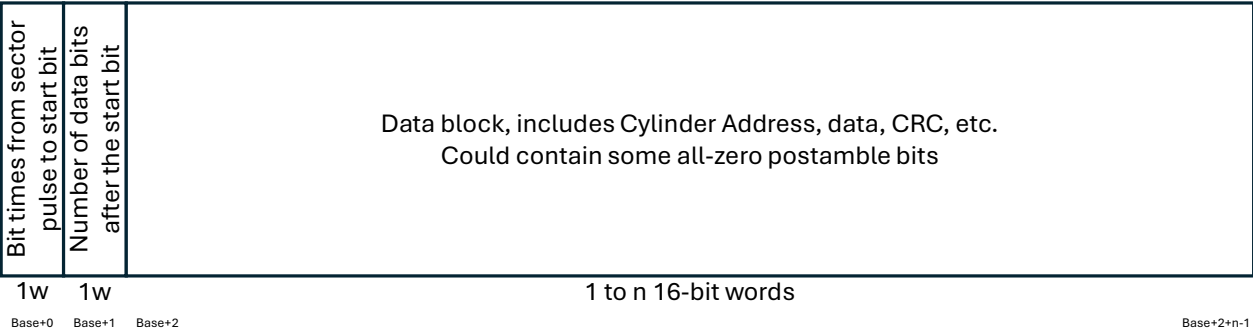 Bit times from sector
pulse to start bit
Number of data bits
after the start bit
Data block, includes Cylinder Address, data, CRC, etc.
Could contain some all-zero postamble bits
1w 1w 1 to n 16-bit words
Base+0 Base+1 Base+2 Base+2+n-1